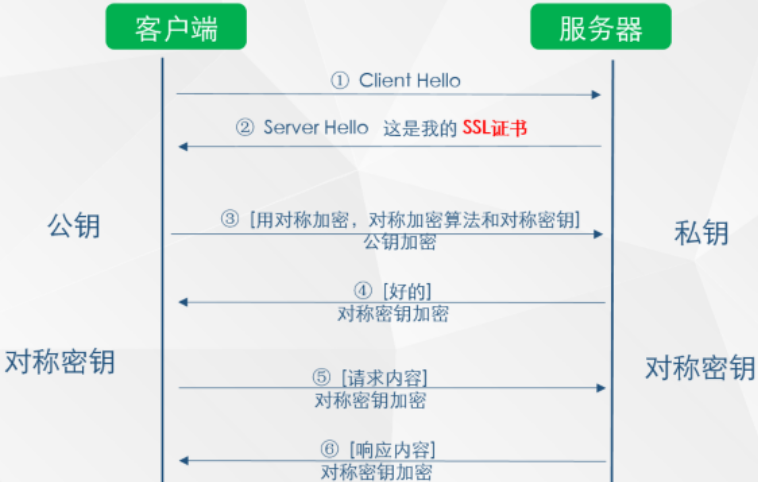 客户端
服务器
① Client Hello
② Server Hello 这是我的 SSL证书
公钥
③ [用对称加密，对称加密算法和对称密钥]
公钥加密
私钥
④ [好的]
对称密钥加密
对称密钥
对称密钥
⑤ [请求内容]
对称密钥加密
⑥ [响应内容]
对称密钥加密